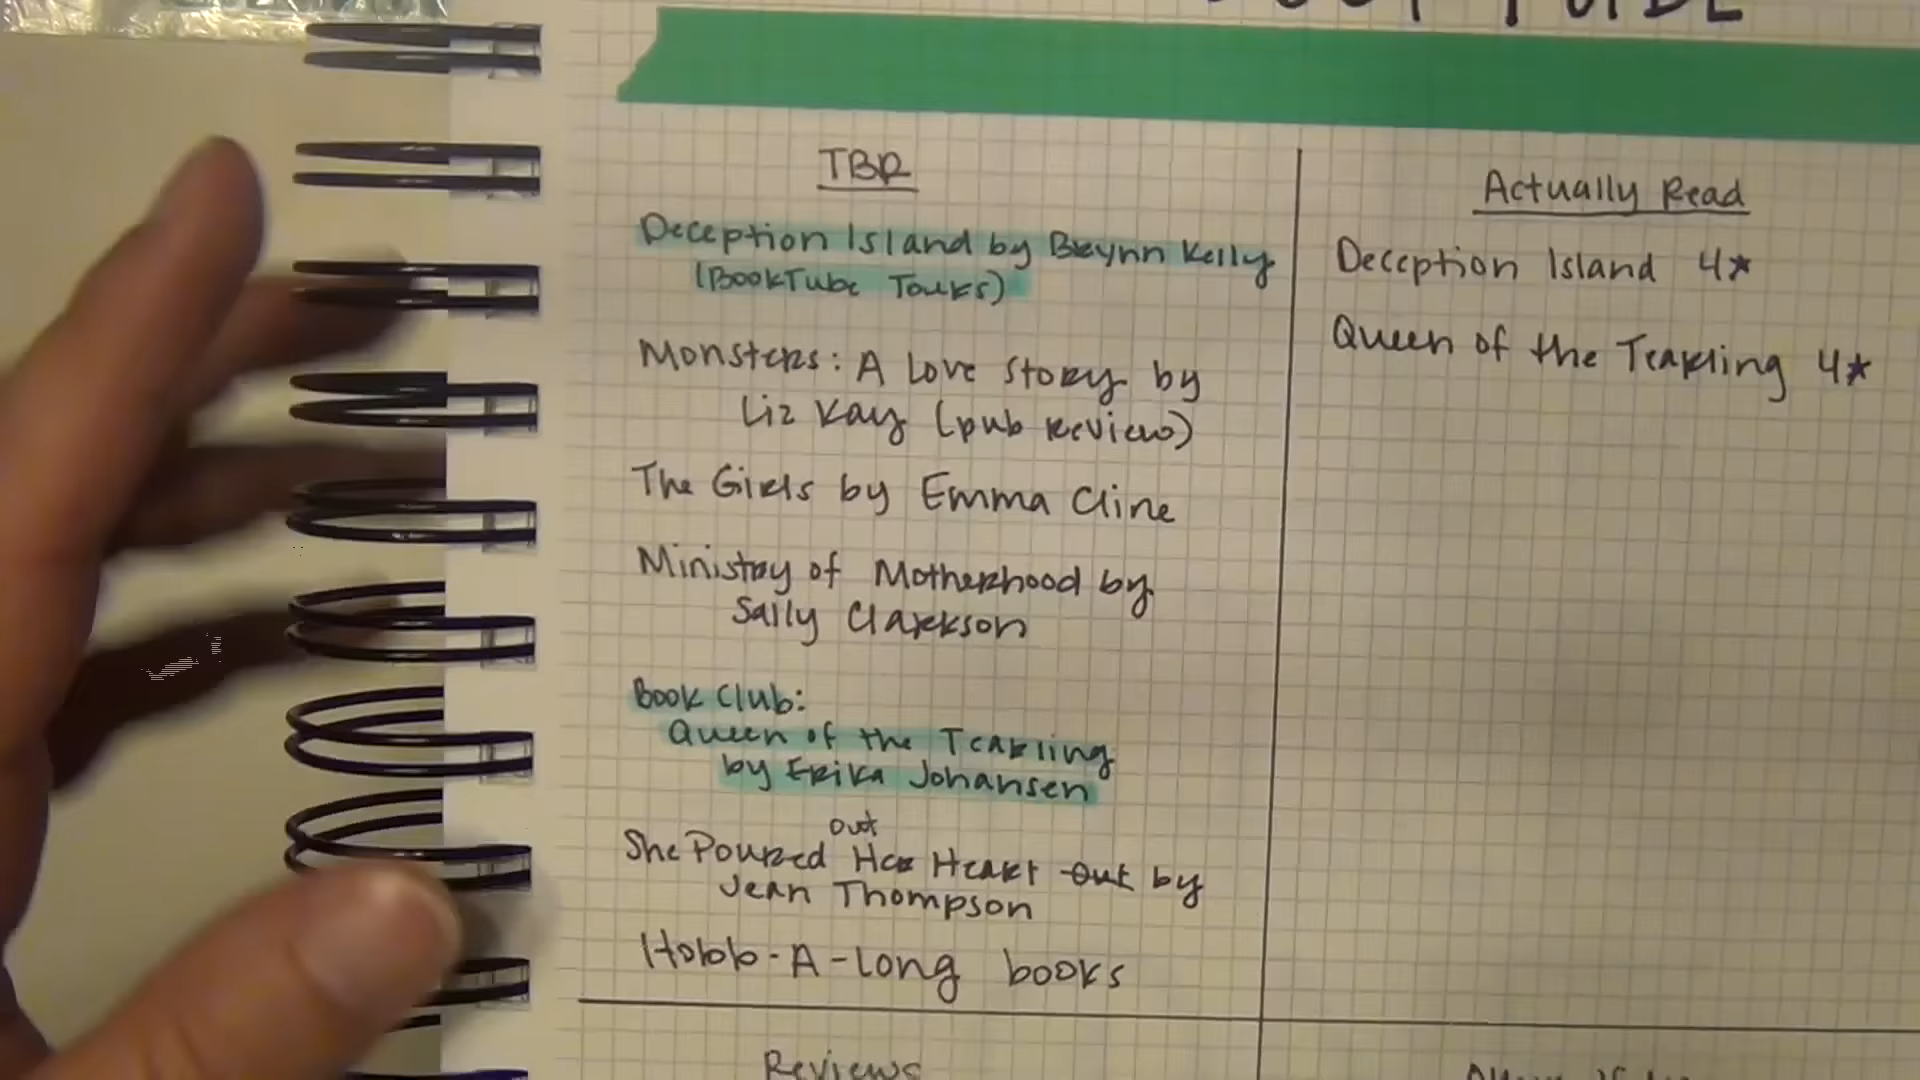 TBR
Deception Island by Brynn Kelly
(BookTube Talks)
Monsters: A Love Story by
Liz Kay (pub review)
The Girls by Emma Cline
Ministry of Motherhood by
Sally Clarkson
Book Club:
Queen of the Tearling
by Erika Johansen
out
She Poured Her Heart Out by
Jean Thompson
Hobb-A-Long books
Actually Read
Deception Island 4★
Queen of the Tearling 4★
Reviews